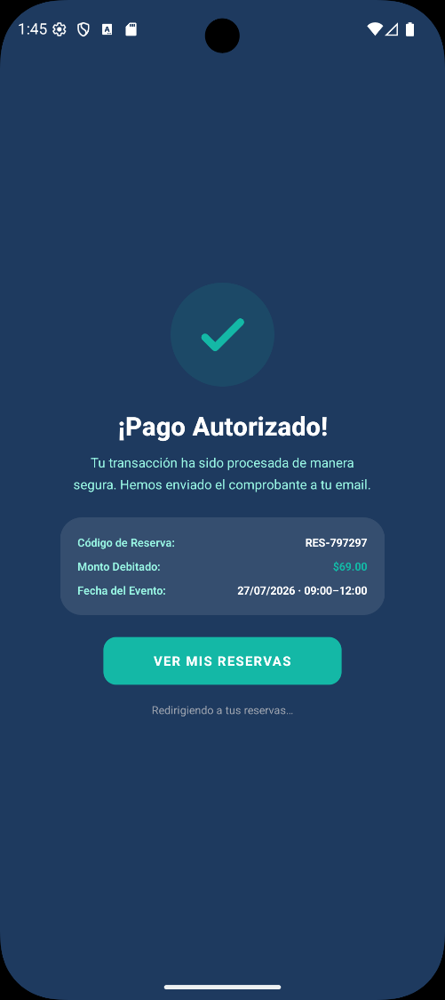 1:45
¡Pago Autorizado!
Tu transacción ha sido procesada de manera
segura. Hemos enviado el comprobante a tu email.
Código de Reserva: RES-797297
Monto Debitado: $69.00
Fecha del Evento: 27/07/2026 · 09:00–12:00
VER MIS RESERVAS
Redirigiendo a tus reservas…